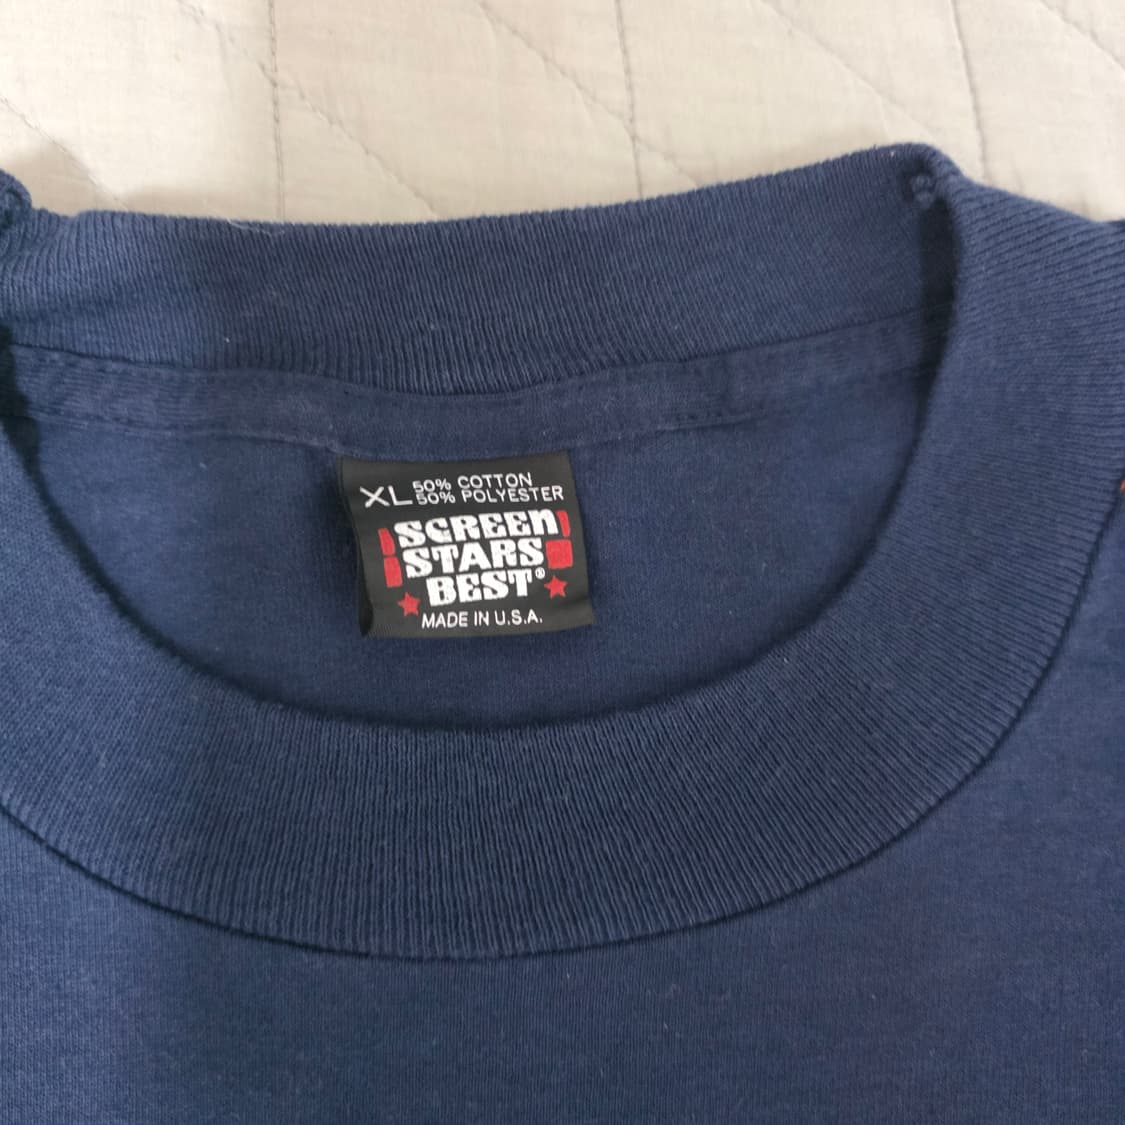 XL 50% COTTON
50% POLYESTER
SCREEN
STARS
BEST®
MADE IN U.S.A.